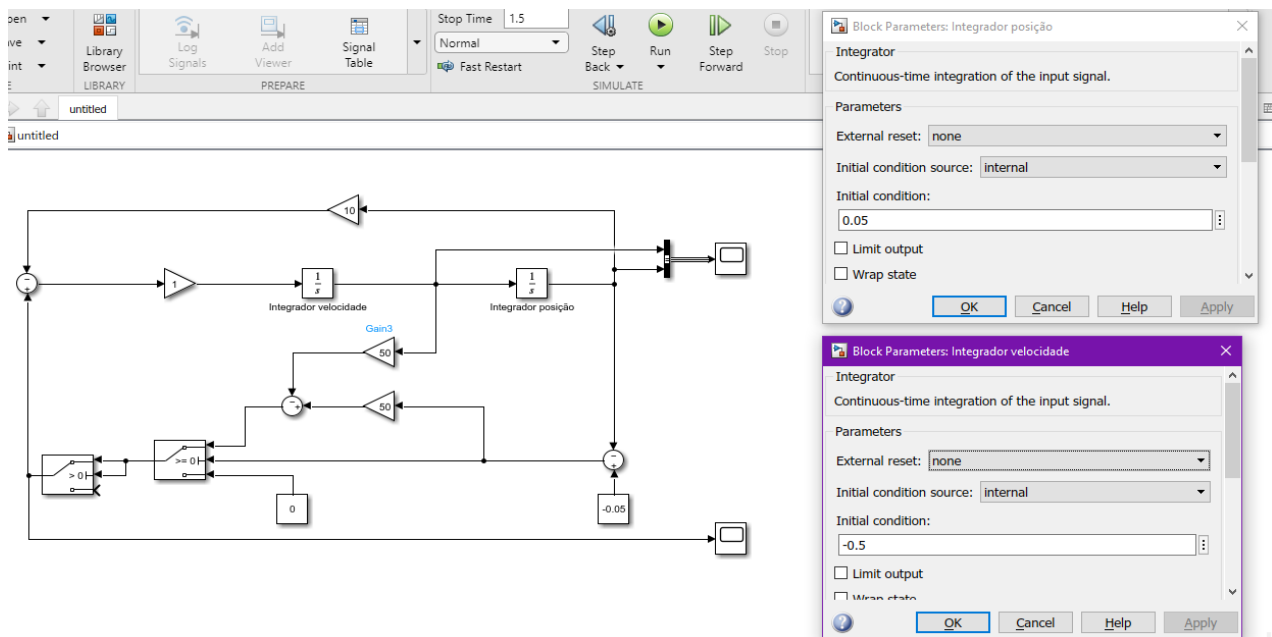 pen
Stop Time 1.5
ave
Normal
int
Library Browser
Log Signals
Add Viewer
Signal Table
Fast Restart
Step Back
Run
Step Forward
Stop
LIBRARY
PREPARE
SIMULATE
untitled
untitled
10
- +
1
1 s
Integrador velocidade
1 s
Integrador posição
Gain3
50
- +
50
> 0
>= 0
- +
0
-0.05
Block Parameters: Integrador posição
Integrator
Continuous-time integration of the input signal.
Parameters
External reset: none
Initial condition source: internal
Initial condition:
0.05
Limit output
Wrap state
OK Cancel Help Apply
Block Parameters: Integrador velocidade
Integrator
Continuous-time integration of the input signal.
Parameters
External reset: none
Initial condition source: internal
Initial condition:
-0.5
Limit output
Wrap state
OK Cancel Help Apply